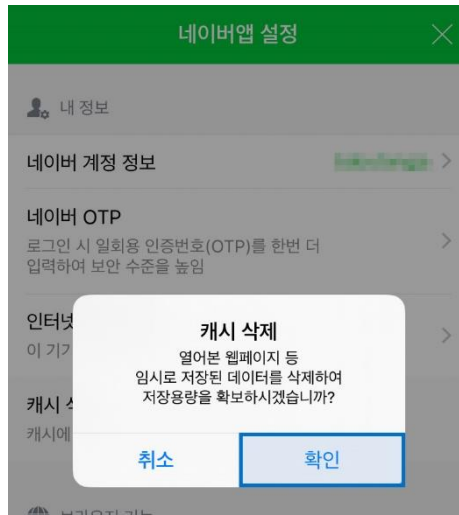 네이버앱 설정
내 정보
네이버 계정 정보
네이버 OTP
로그인 시 일회용 인증번호(OTP)를 한번 더
입력하여 보안 수준을 높임
인터넷
이 기기
캐시 삭제
열어본 웹페이지 등
임시로 저장된 데이터를 삭제하여
저장용량을 확보하시겠습니까?
캐시
캐시에
취소
확인